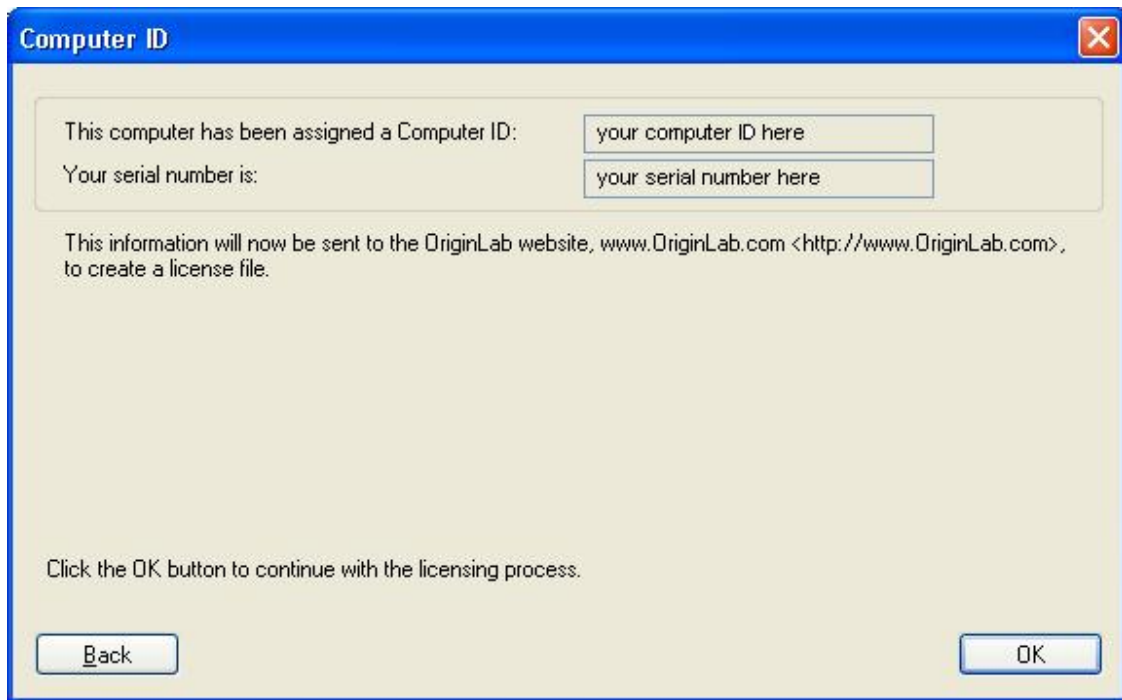 Computer ID
This computer has been assigned a Computer ID: your computer ID here
Your serial number is: your serial number here
This information will now be sent to the OriginLab website, www.OriginLab.com <http://www.OriginLab.com>,
to create a license file.
Click the OK button to continue with the licensing process.
Back OK